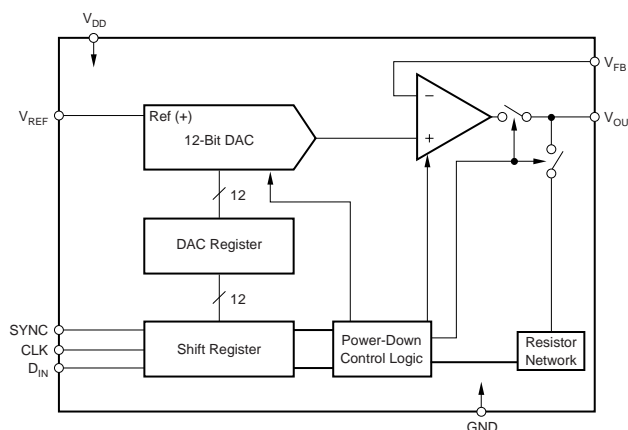 VDD
VFB
VREF
Ref (+)
12-Bit DAC
−
+
VOU
12
DAC Register
12
SYNC
CLK
DIN
Shift Register
Power-Down
Control Logic
Resistor
Network
GND